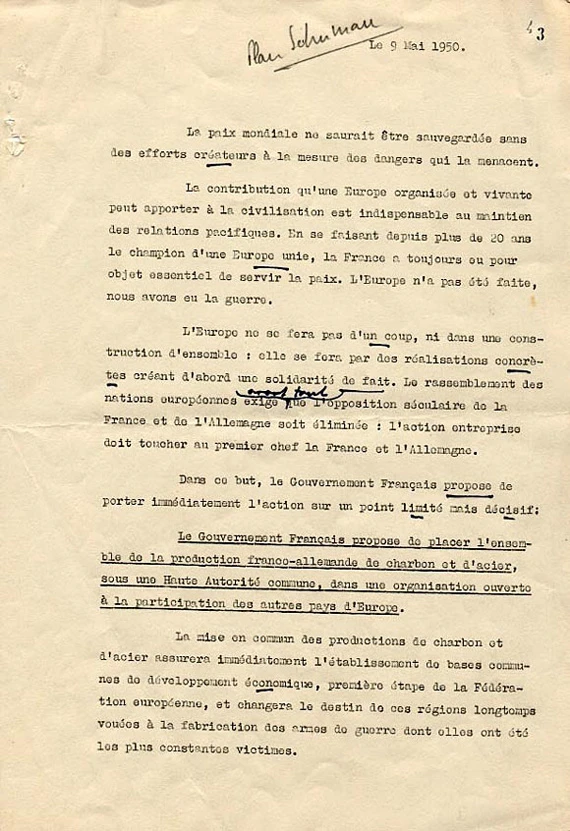 43
Plan Schuman
Le 9 Mai 1950.
La paix mondiale ne saurait être sauvegardée sans
des efforts créateurs à la mesure des dangers qui la menacent.
La contribution qu'une Europe organisée et vivante
peut apporter à la civilisation est indispensable au maintien
des relations pacifiques. En se faisant depuis plus de 20 ans
le champion d'une Europe unie, la France a toujours eu pour
objet essentiel de servir la paix. L'Europe n'a pas été faite,
nous avons eu la guerre.
L'Europe ne se fera pas d'un coup, ni dans une cons-
truction d'ensemble : elle se fera par des réalisations concrè-
tes créant d'abord une solidarité de fait. Le rassemblement des
avant tout
nations européennes exige que l'opposition séculaire de la
France et de l'Allemagne soit éliminée : l'action entreprise
doit toucher au premier chef la France et l'Allemagne.
Dans ce but, le Gouvernement Français propose de
porter immédiatement l'action sur un point limité mais décisif:
Le Gouvernement Français propose de placer l'ensem-
ble de la production franco-allemande de charbon et d'acier,
sous une Haute Autorité commune, dans une organisation ouverte
à la participation des autres pays d'Europe.
La mise en commun des productions de charbon et
d'acier assurera immédiatement l'établissement de bases commu-
nes de développement économique, première étape de la Fédéra-
tion européenne, et changera le destin de ces régions longtemps
vouées à la fabrication des armes de guerre dont elles ont été
les plus constantes victimes.